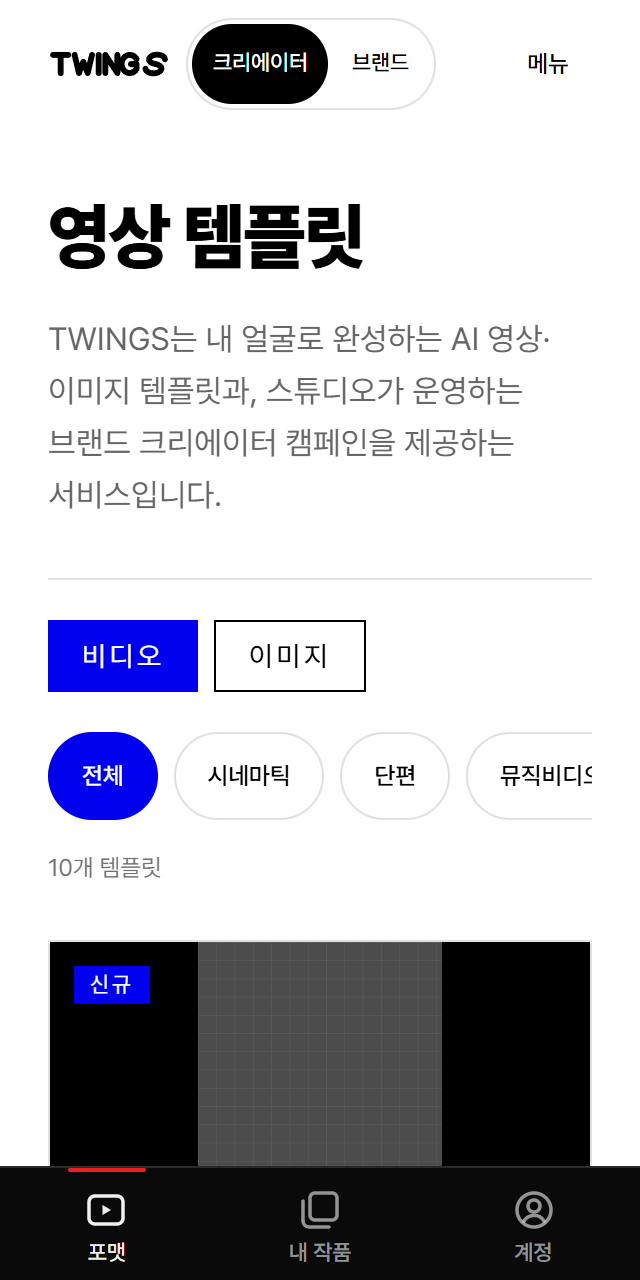 TWINGS
크리에이터
브랜드
메뉴
영상 템플릿
TWINGS는 내 얼굴로 완성하는 AI 영상·
이미지 템플릿과, 스튜디오가 운영하는
브랜드 크리에이터 캠페인을 제공하는
서비스입니다.
비디오
이미지
전체
시네마틱
단편
뮤직비디오
10개 템플릿
신규
포맷
내 작품
계정